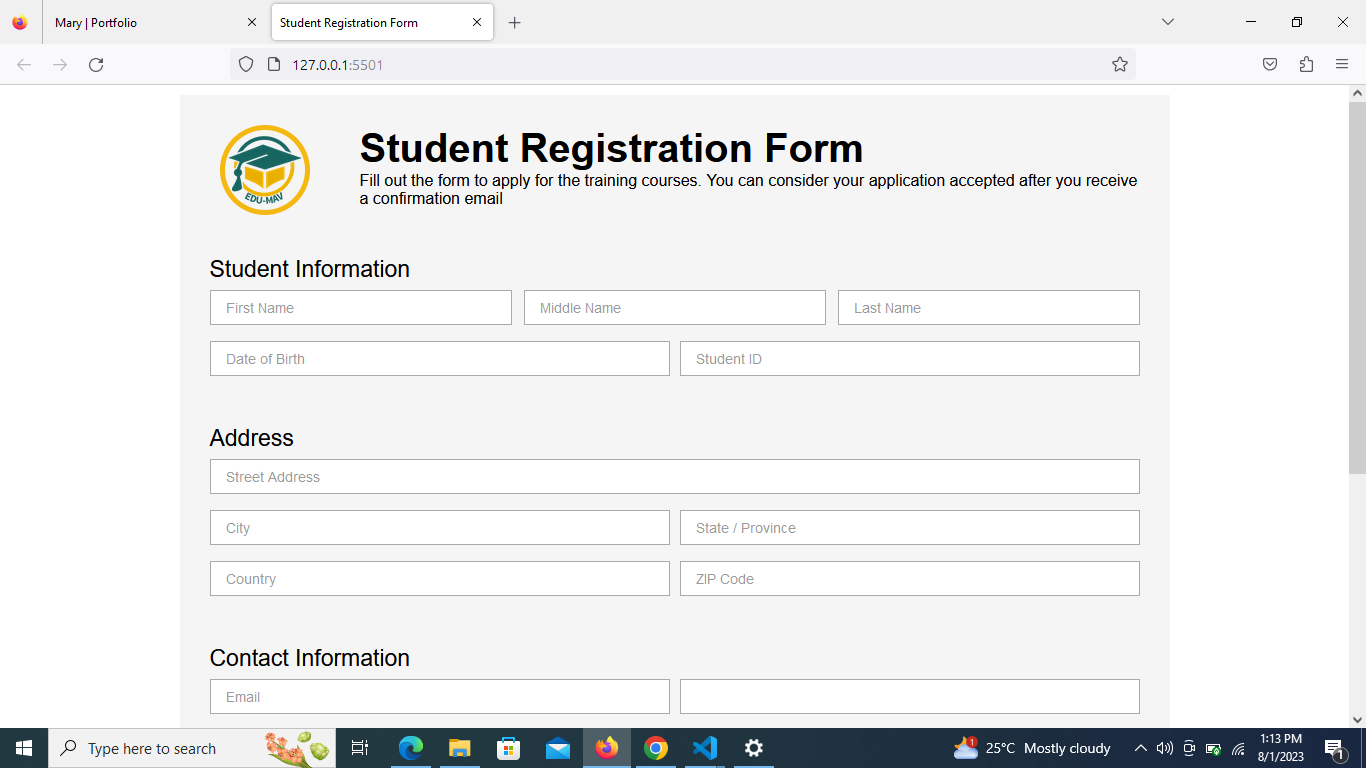 Mary | Portfolio
Student Registration Form
127.0.0.1:5501
EDU-MAV
Student Registration Form
Fill out the form to apply for the training courses. You can consider your application accepted after you receive
a confirmation email
Student Information
First Name
Middle Name
Last Name
Date of Birth
Student ID
Address
Street Address
City
State / Province
Country
ZIP Code
Contact Information
Email
Type here to search
1
25°C Mostly cloudy
1:13 PM
8/1/2023
1